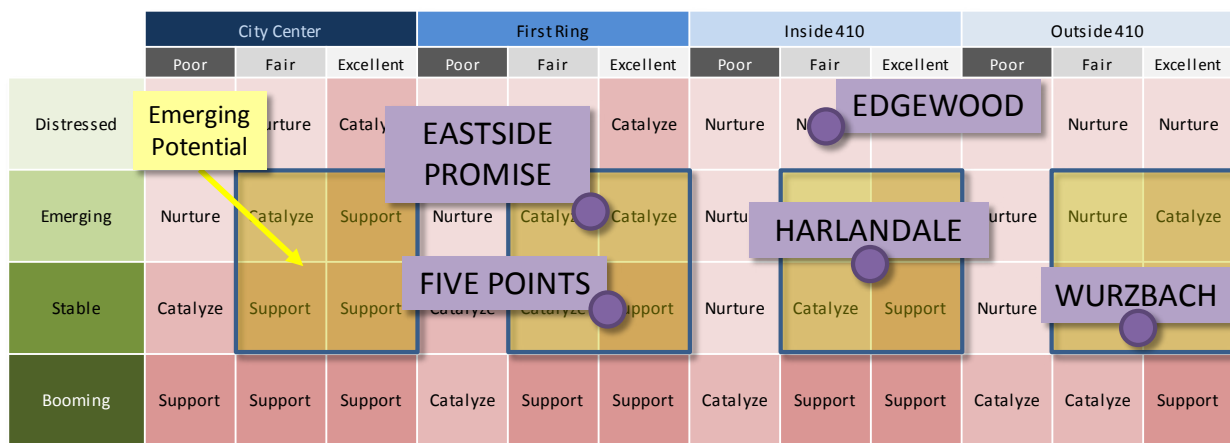 City Center First Ring Inside 410 Outside 410
Poor Fair Excellent Poor Fair Excellent Poor Fair Excellent Poor Fair Excellent
Distressed Catalyze Nurture Nurture Nurture
Emerging
Potential
EASTSIDE
PROMISE
EDGEWOOD
Emerging Nurture Catalyze Support Nurture Catalyze Catalyze Nurture Catalyze
HARLANDALE
Stable Catalyze Support Support Catalyze Catalyze Support Nurture Catalyze Support Nurture
FIVE POINTS
WURZBACH
Booming Support Support Support Catalyze Support Support Catalyze Support Support Catalyze Catalyze Support